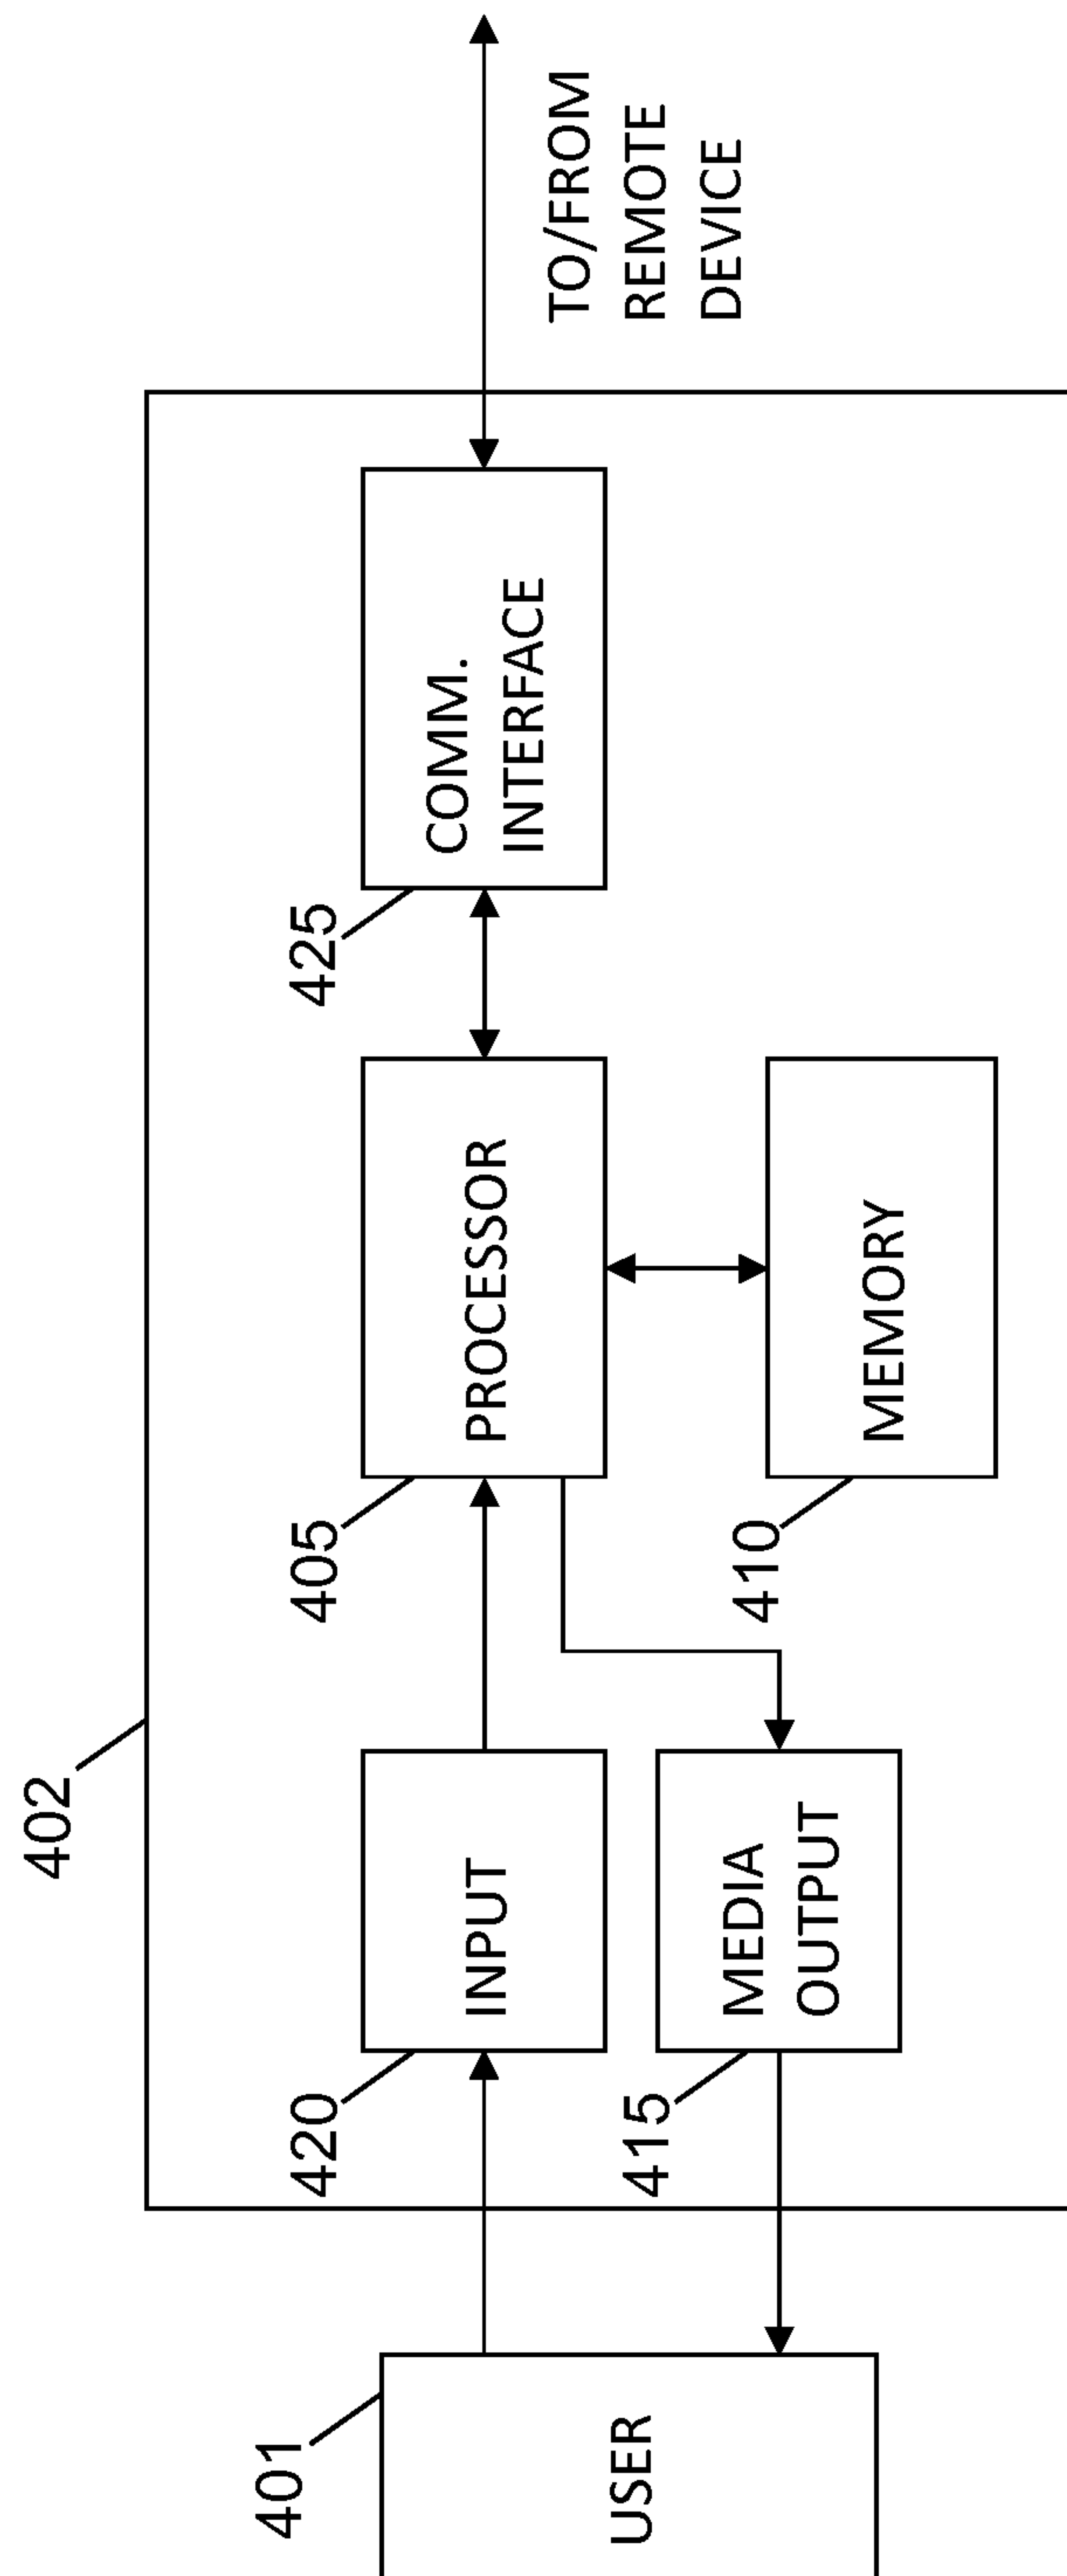 402
401
USER
420
INPUT
415
MEDIA
OUTPUT
405
PROCESSOR
410
MEMORY
425
COMM.
INTERFACE
TO/FROM
REMOTE
DEVICE